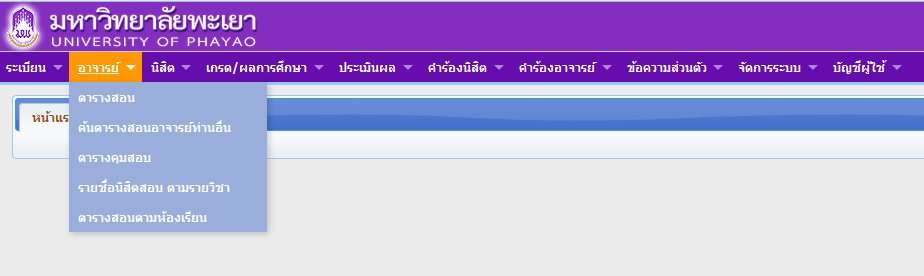 มหาวิทยาลัยพะเยา
UNIVERSITY OF PHAYAO
ระเบียน อาจารย์ นิสิต เกรด/ผลการศึกษา ประเมินผล คำร้องนิสิต คำร้องอาจารย์ ข้อความส่วนตัว จัดการระบบ บัญชีผู้ใช้
ตารางสอน
หน้าแร
ค้นตารางสอนอาจารย์ท่านอื่น
ตารางคุมสอบ
รายชื่อนิสิตสอบ ตามรายวิชา
ตารางสอนตามห้องเรียน